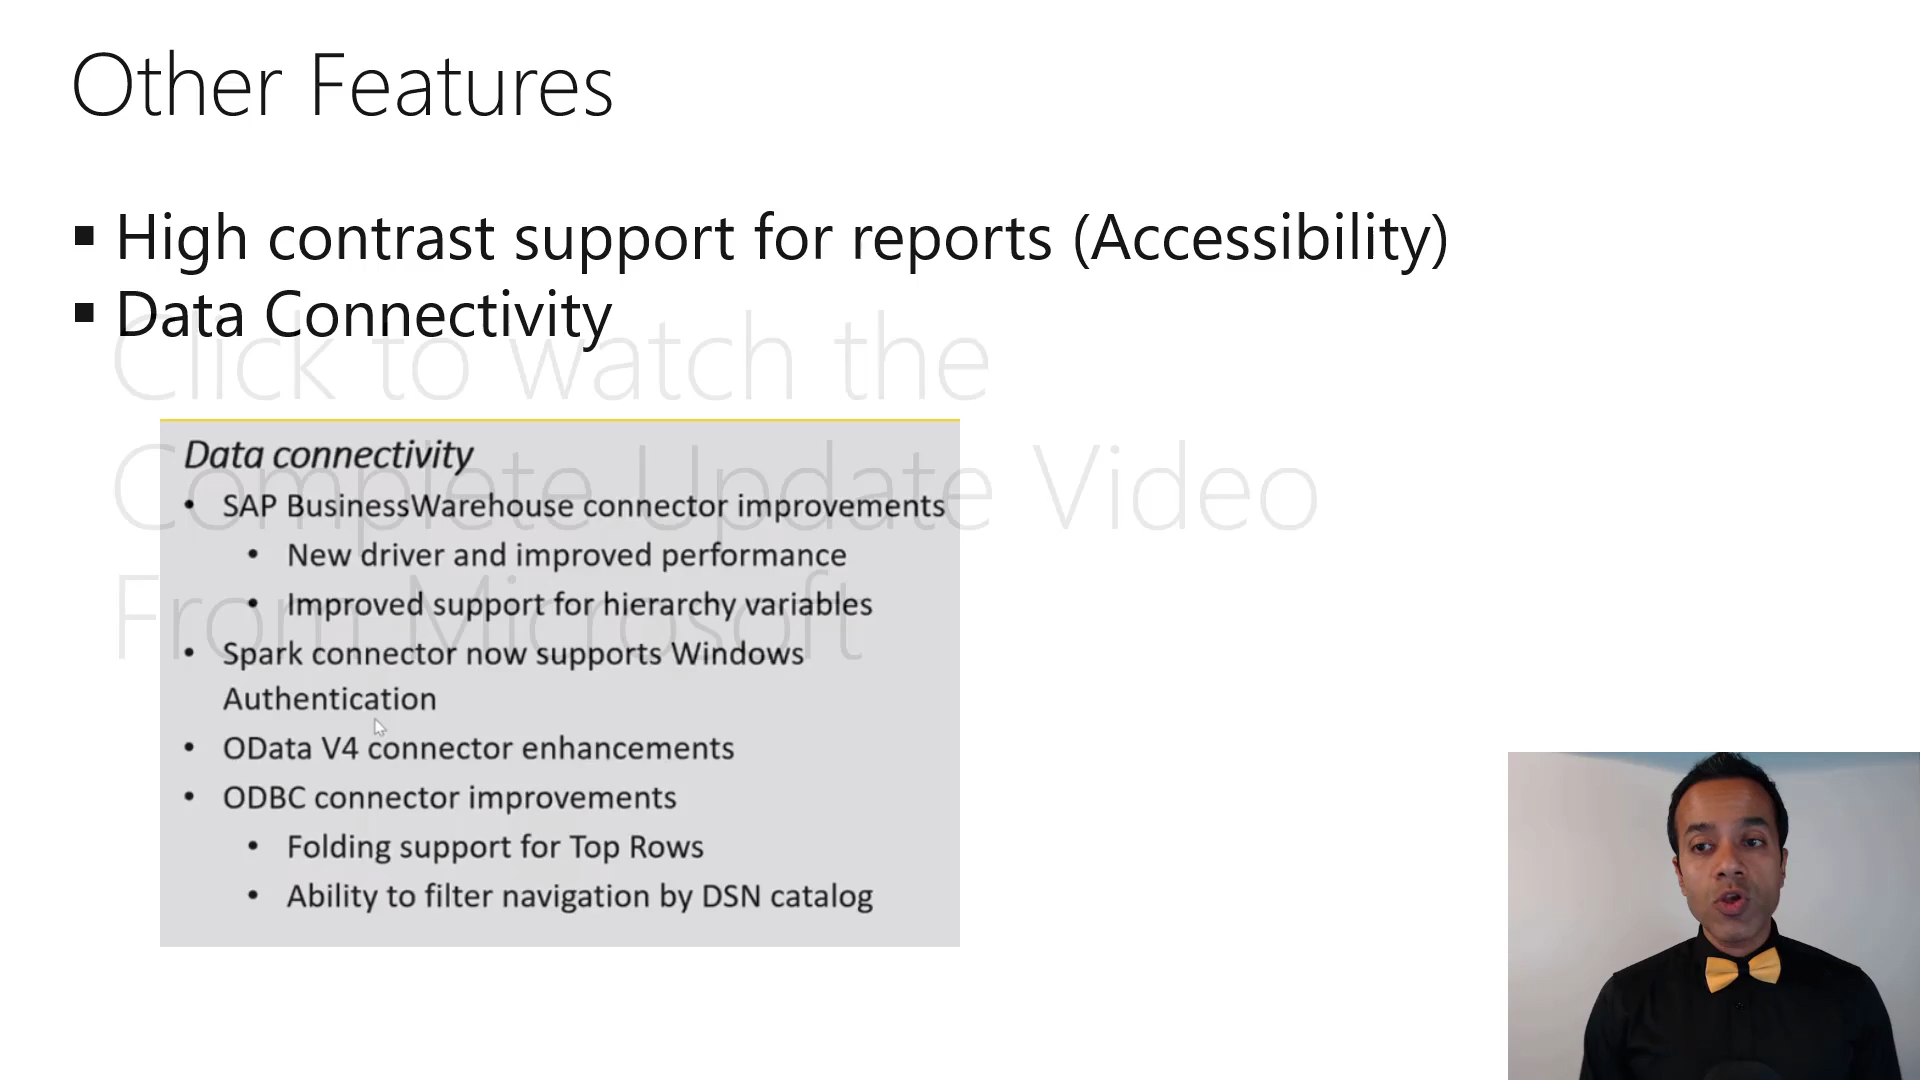 Other Features
▪ High contrast support for reports (Accessibility)
▪ Data Connectivity
Click to watch the
Complete Update Video
From Microsoft
Data connectivity
• SAP BusinessWarehouse connector improvements
• New driver and improved performance
• Improved support for hierarchy variables
• Spark connector now supports Windows
Authentication
• OData V4 connector enhancements
• ODBC connector improvements
• Folding support for Top Rows
• Ability to filter navigation by DSN catalog